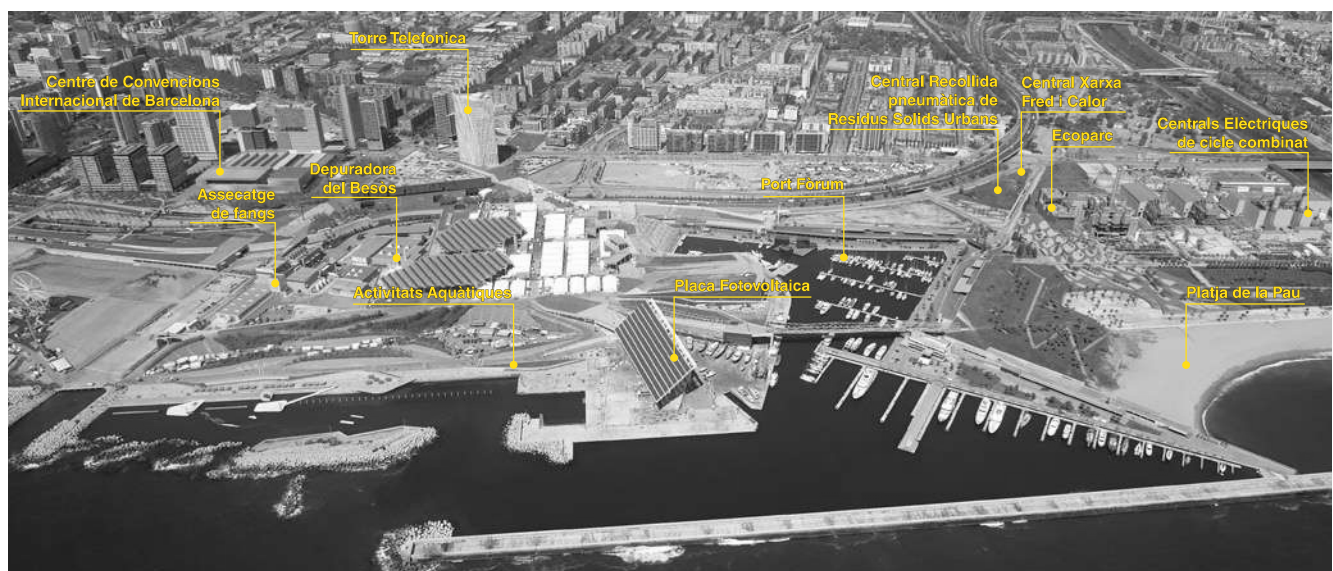 Torre Telefonica
Centre de Convencions
Internacional de Barcelona
Central Recollida
pneumàtica de
Residus Solids Urbans
Central Xarxa
Fred i Calor
Ecoparc
Centrals Elèctriques
de cicle combinat
Depuradora
del Besòs
Assecatge
de fangs
Port Fòrum
Activitats Aquàtiques
Placa Fotovoltaica
Platja de la Pau